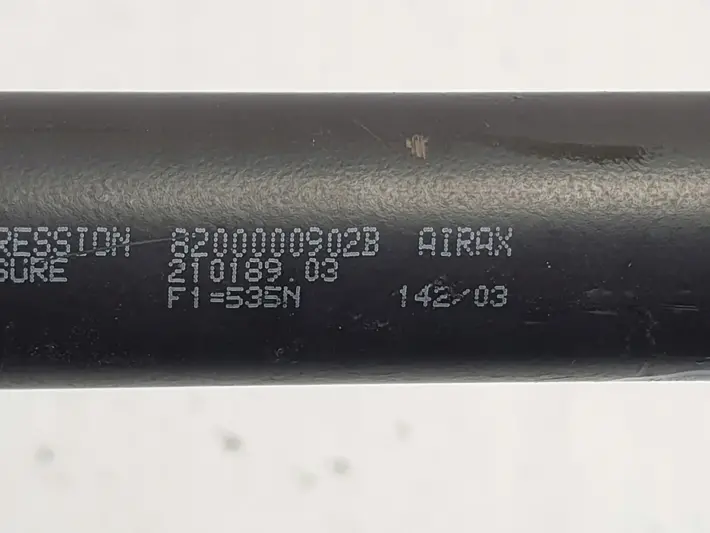 RESSION 8200000902B AIRAX
SURE 210189 03
F1=535N 142/03